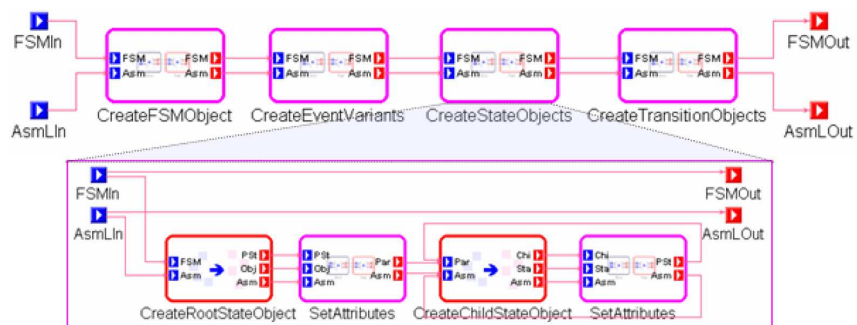 FSMIn FSMOut
FSM FSM FSM FSM FSM FSM FSM FSM
Asm Asm Asm Asm Asm Asm Asm Asm
AsmLIn CreateFSMObject CreateEventVariants CreateStateObjects CreateTransitionObjects AsmLOut
FSMIn FSMOut
AsmLIn AsmLOut
FSM PSt PSt Par Par Chi Chi PSt
Obj Obj Sta Sta
Asm Asm Asm Asm Asm Asm Asm Asm
CreateRootStateObject SetAttributes CreateChildStateObject SetAttributes